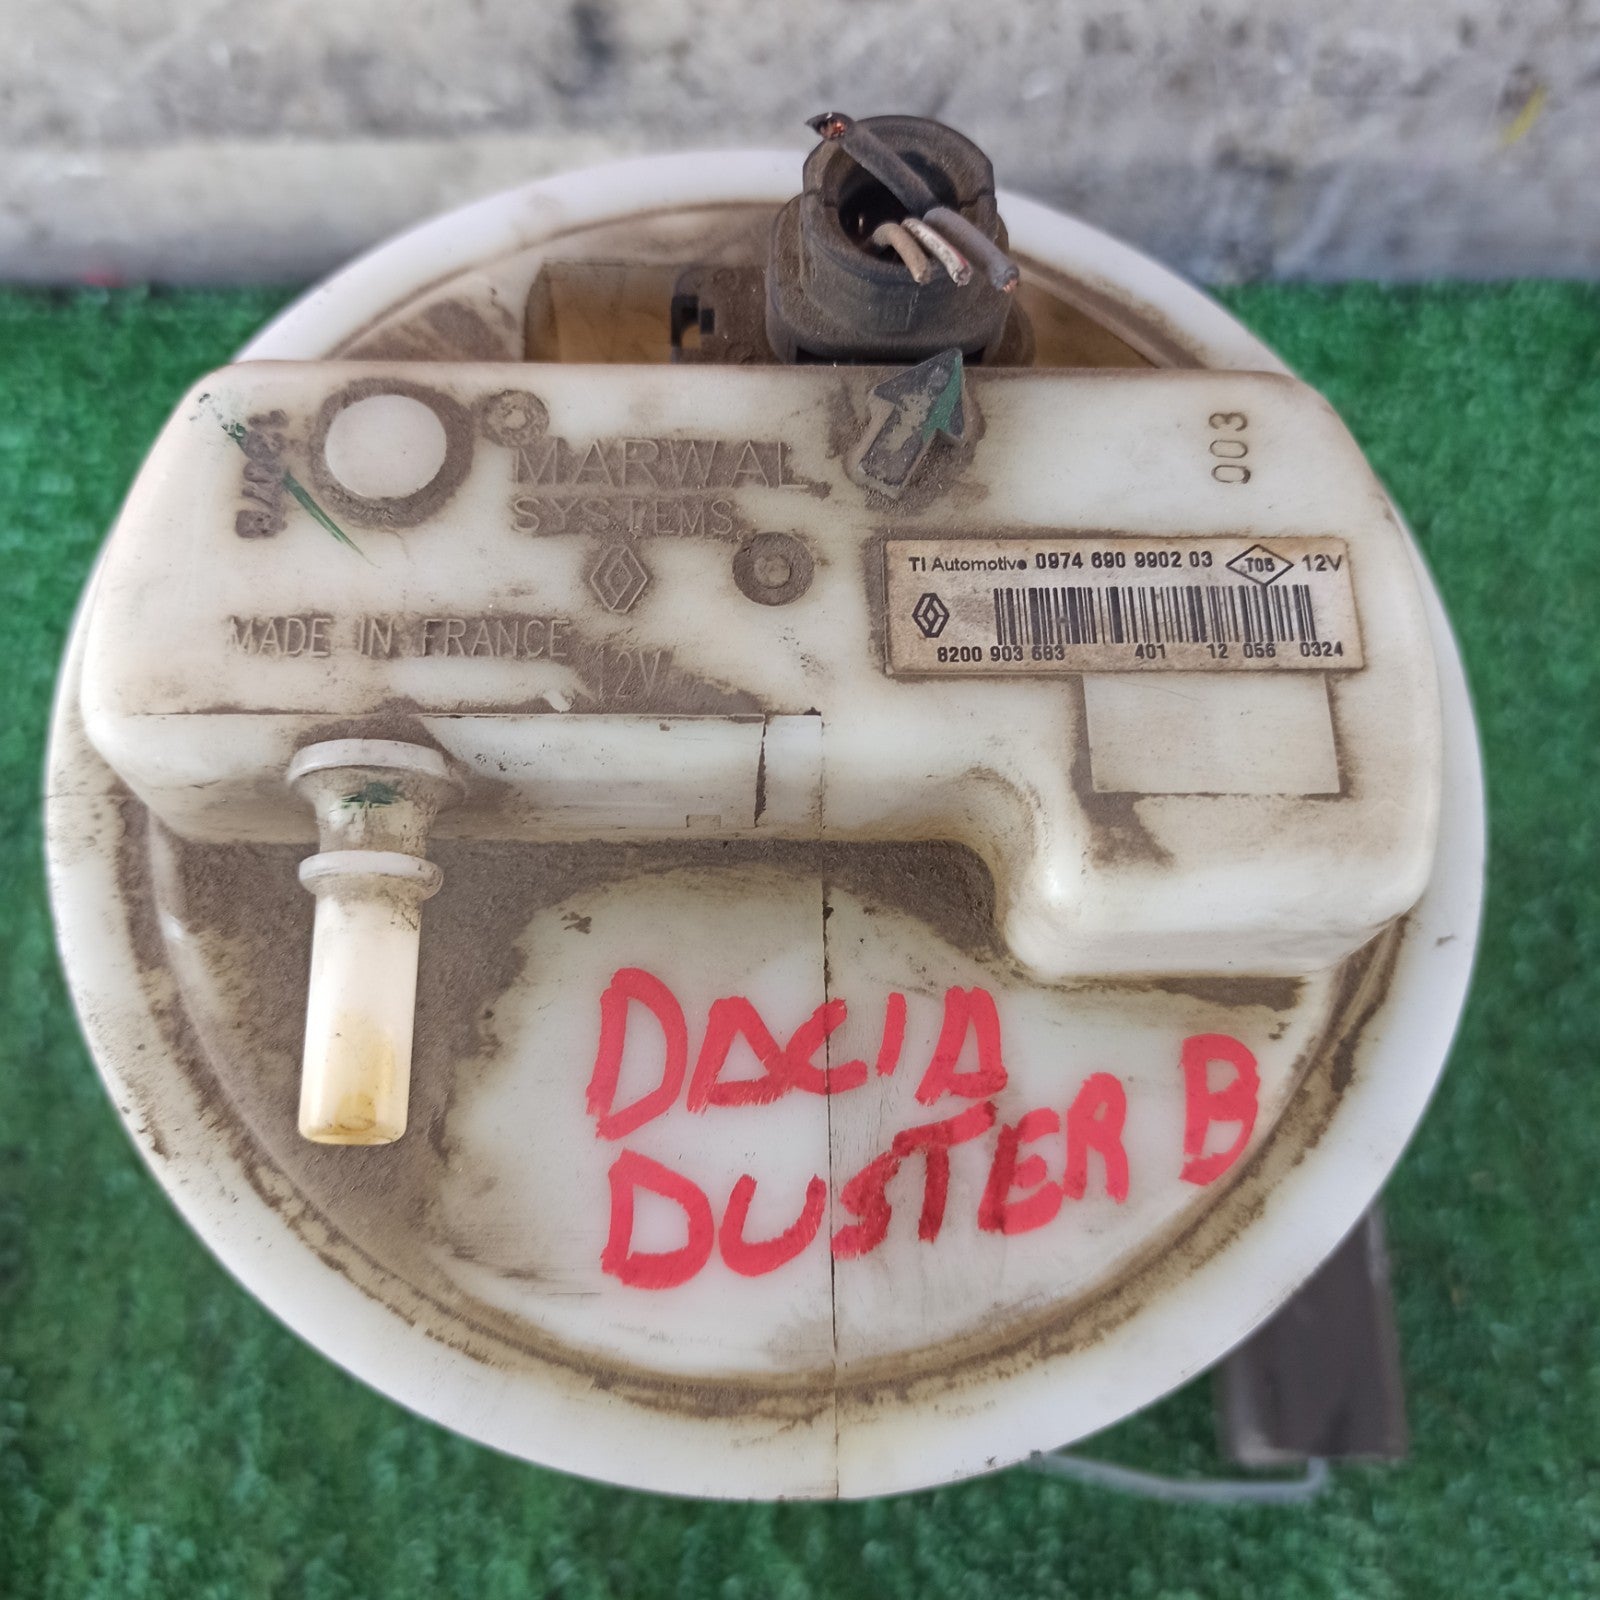 003
MARWAL
SYSTEMS
TI Automotive 0974 690 9902 03 T05 12V
MADE IN FRANCE
12V
8200 903 683 401 12 056 0324
DACIA
DUSTER B